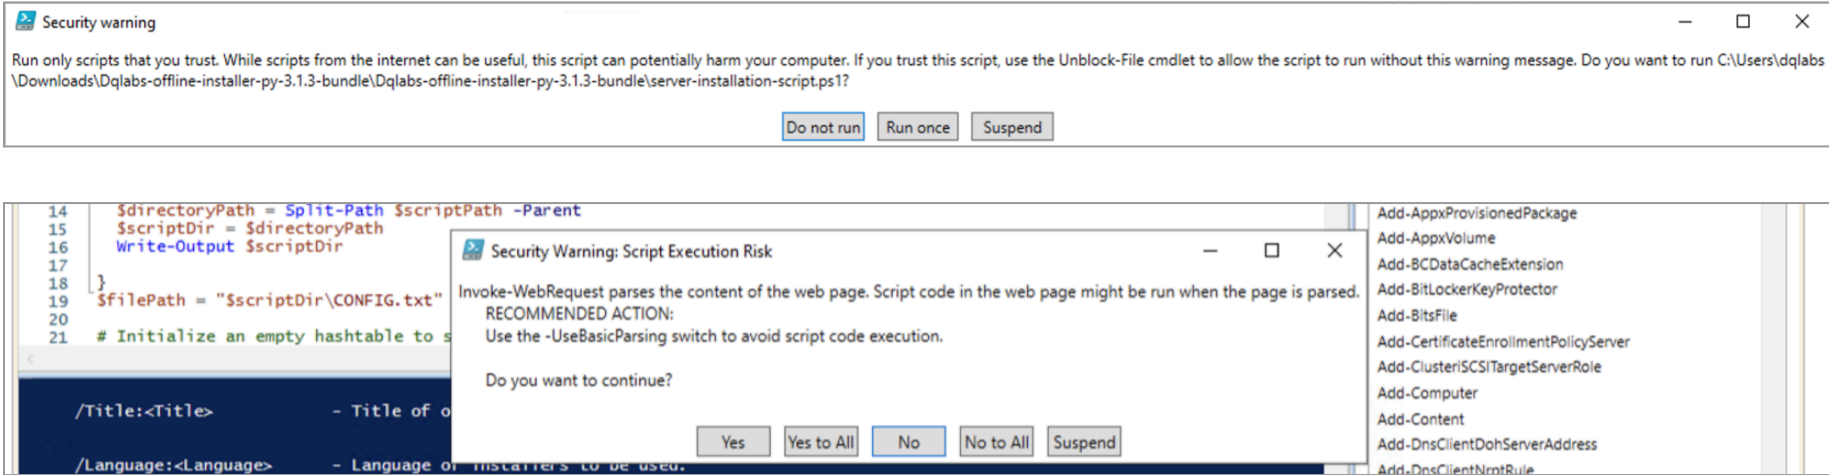 Security warning
Run only scripts that you trust. While scripts from the internet can be useful, this script can potentially harm your computer. If you trust this script, use the Unblock-File cmdlet to allow the script to run without this warning message. Do you want to run C:\Users\dqlabs
\Downloads\Dqlabs-offline-installer-py-3.1.3-bundle\Dqlabs-offline-installer-py-3.1.3-bundle\server-installation-script.ps1?
Do not run Run once Suspend
14 $directoryPath = Split-Path $scriptPath -Parent
15 $scriptDir = $directoryPath
16 Write-Output $scriptDir
17
18 }
19 $filePath = "$scriptDir\CONFIG.txt"
20
21 # Initialize an empty hashtable to s
/Title:<Title> - Title of o
/Language:<Language> - Language of installers to be used.
Security Warning: Script Execution Risk
Invoke-WebRequest parses the content of the web page. Script code in the web page might be run when the page is parsed.
RECOMMENDED ACTION:
Use the -UseBasicParsing switch to avoid script code execution.
Do you want to continue?
Yes Yes to All No No to All Suspend
Add-AppxProvisionedPackage
Add-AppxVolume
Add-BCDataCacheExtension
Add-BitLockerKeyProtector
Add-BitsFile
Add-CertificateEnrollmentPolicyServer
Add-ClusteriSCSITargetServerRole
Add-Computer
Add-Content
Add-DnsClientDohServerAddress
Add-DnsClientNrptRule